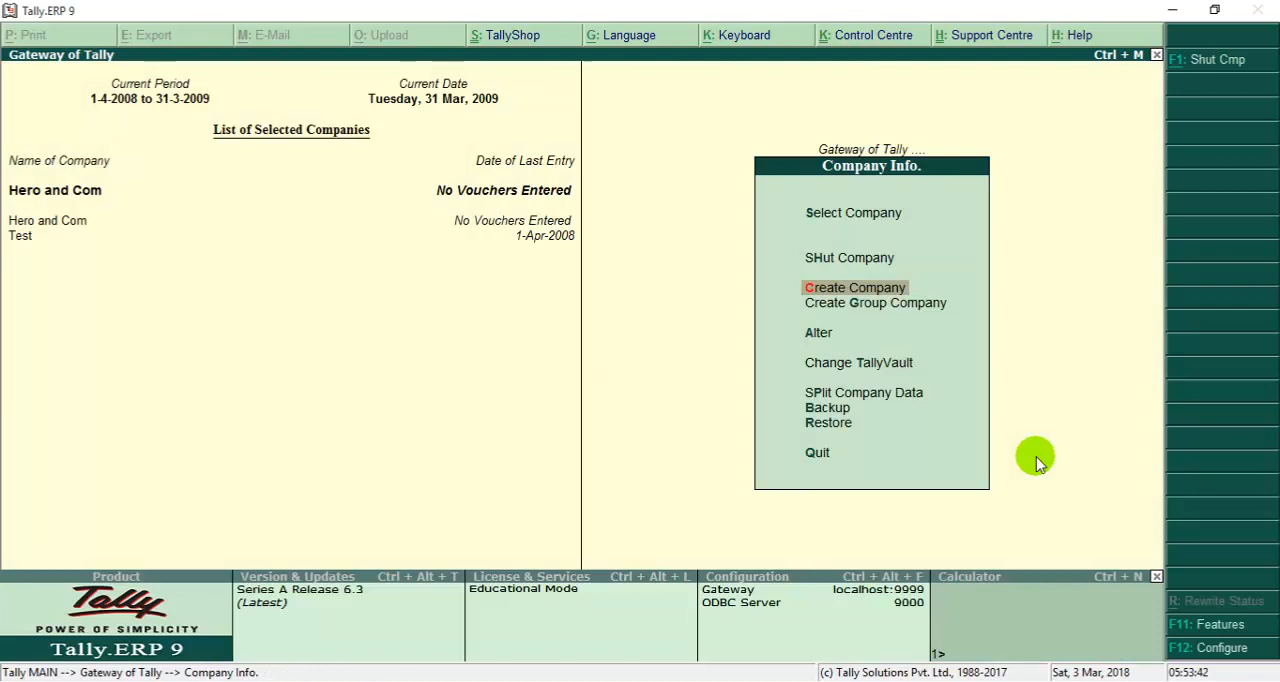 Tally.ERP 9
P: Print E: Export M: E-Mail O: Upload S: TallyShop G: Language K: Keyboard K: Control Centre H: Support Centre H: Help
Gateway of Tally Ctrl + M
F1: Shut Cmp
Current Period Current Date
1-4-2008 to 31-3-2009 Tuesday, 31 Mar, 2009
List of Selected Companies
Name of Company Date of Last Entry
Hero and Com No Vouchers Entered
Hero and Com No Vouchers Entered
Test 1-Apr-2008
Gateway of Tally ....
Company Info.
Select Company
SHut Company
Create Company
Create Group Company
Alter
Change TallyVault
SPlit Company Data
Backup
Restore
Quit
Product Version & Updates Ctrl + Alt + T License & Services Ctrl + Alt + L Configuration Ctrl + Alt + F Calculator Ctrl + N
Tally
POWER OF SIMPLICITY
Tally.ERP 9
Series A Release 6.3
(Latest)
Educational Mode
Gateway localhost:9999
ODBC Server 9000
1>
R: Rewrite Status
F11: Features
F12: Configure
Tally MAIN --> Gateway of Tally --> Company Info. (c) Tally Solutions Pvt. Ltd., 1988-2017 Sat, 3 Mar, 2018 05:53:42